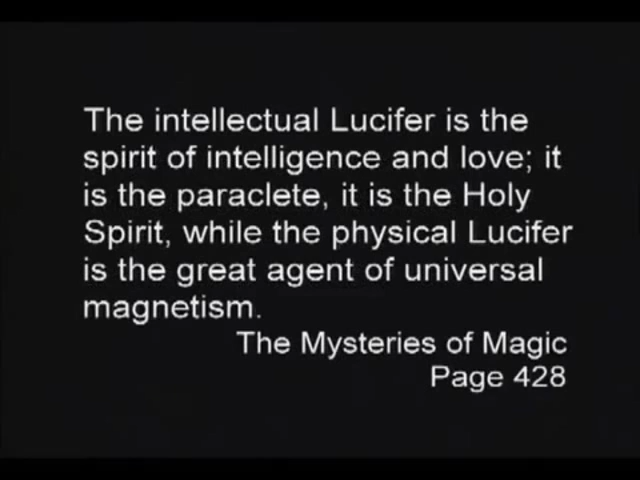 The intellectual Lucifer is the
spirit of intelligence and love; it
is the paraclete, it is the Holy
Spirit, while the physical Lucifer
is the great agent of universal
magnetism.
The Mysteries of Magic
Page 428